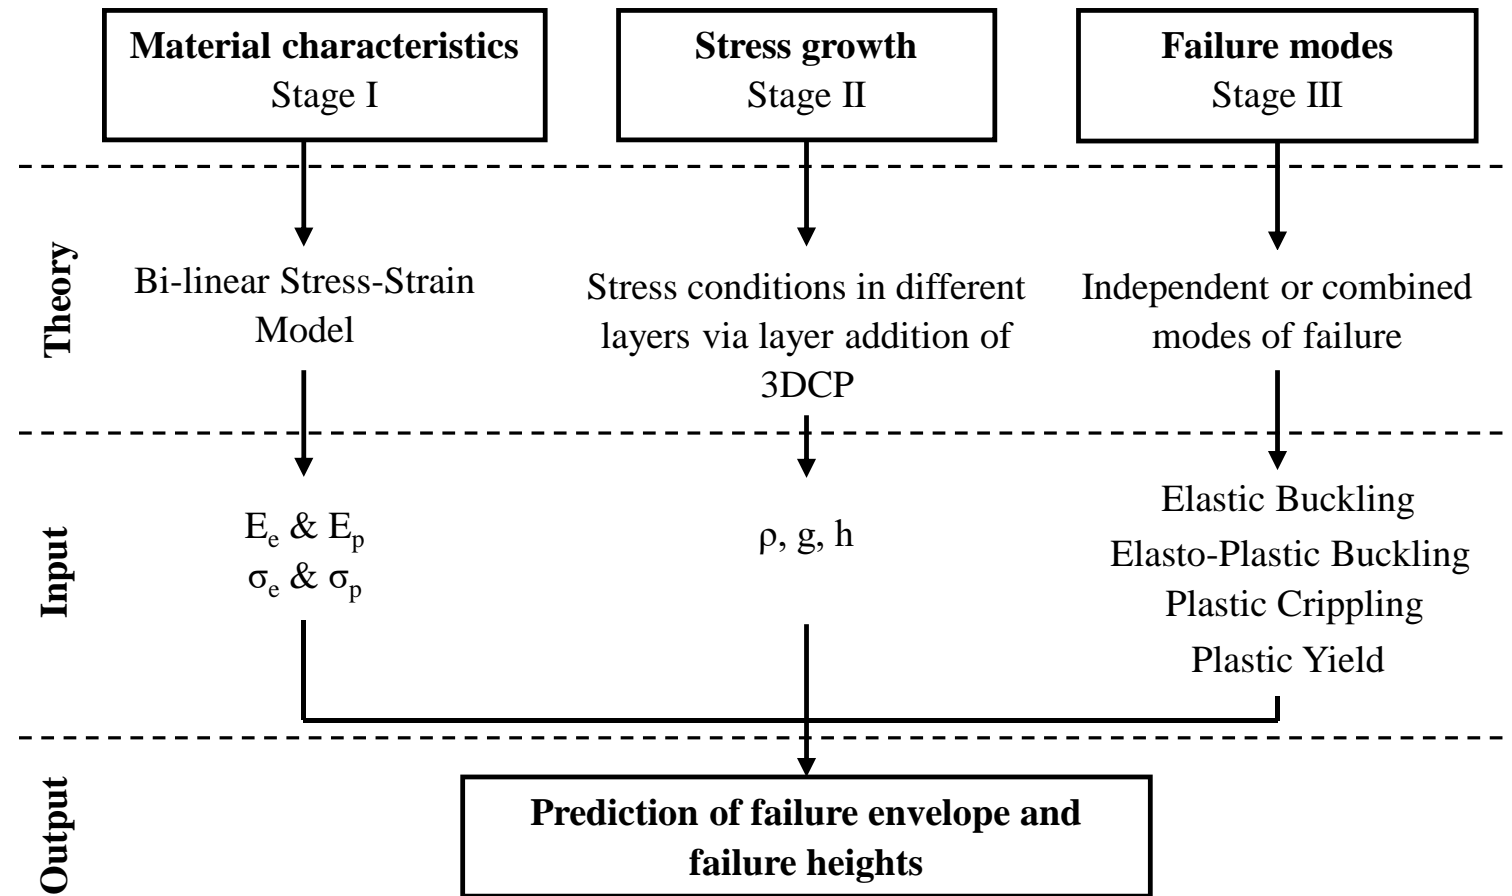 Material characteristics
Stage I
Stress growth
Stage II
Failure modes
Stage III
Theory
Bi-linear Stress-Strain
Model
Stress conditions in different
layers via layer addition of
3DCP
Independent or combined
modes of failure
Input
Eₑ & Eₚ
σₑ & σₚ
ρ, g, h
Elastic Buckling
Elasto-Plastic Buckling
Plastic Crippling
Plastic Yield
Output
Prediction of failure envelope and
failure heights